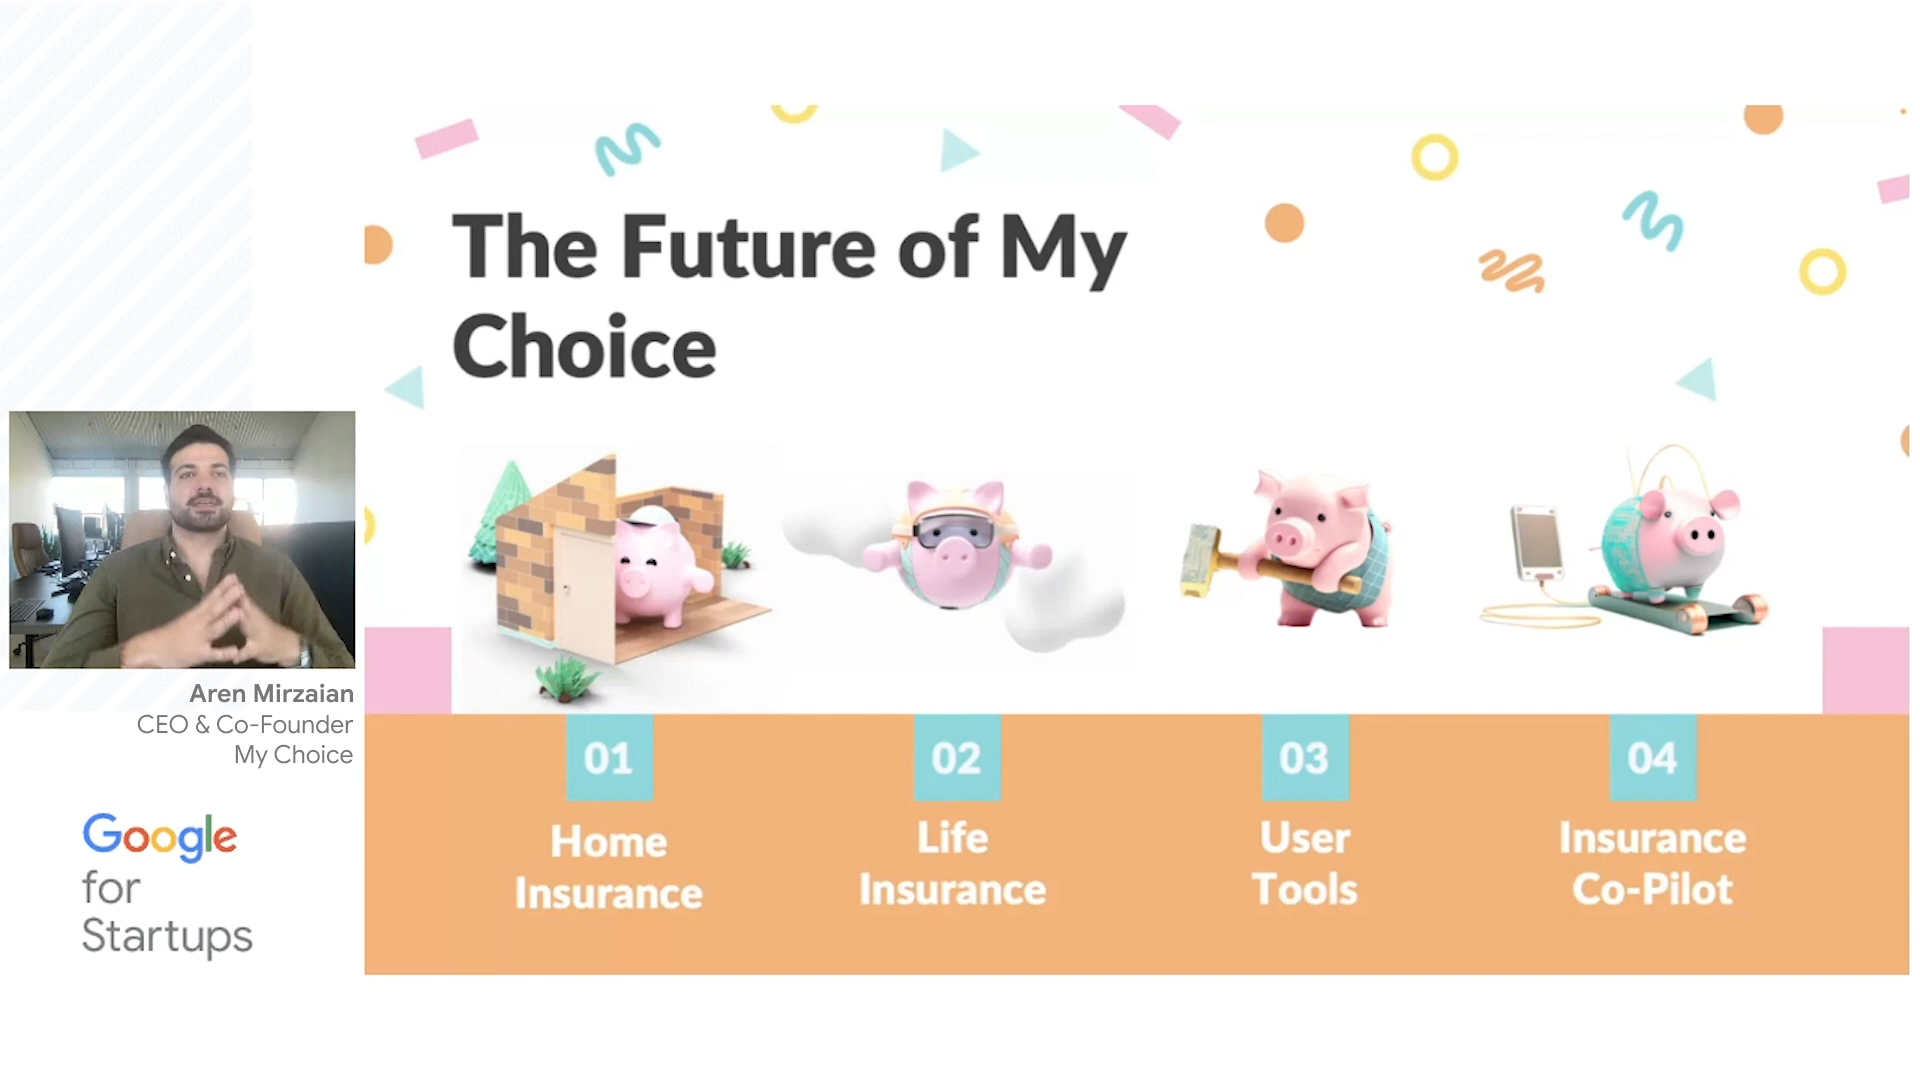 The Future of My
Choice
Aren Mirzaian
CEO & Co-Founder
My Choice
Google
for
Startups
01
Home
Insurance
02
Life
Insurance
03
User
Tools
04
Insurance
Co-Pilot